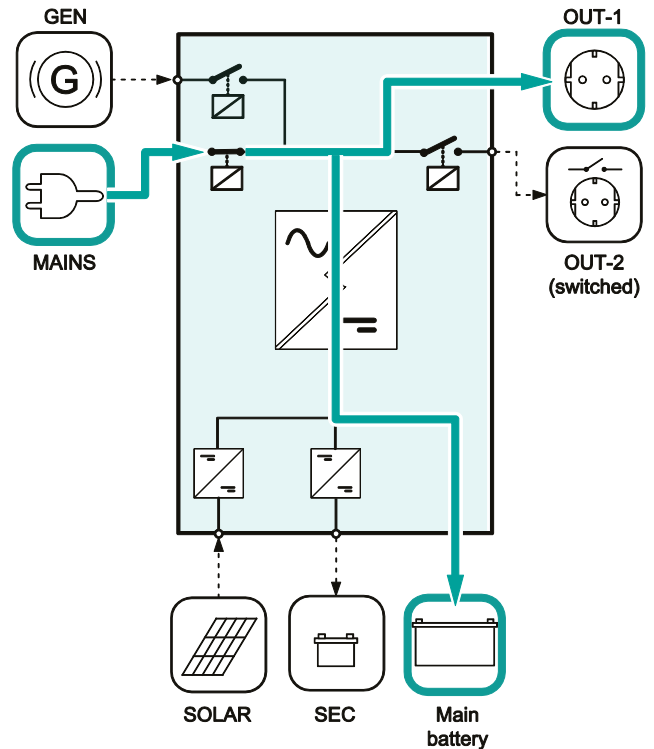 GEN
OUT-1
G
MAINS
OUT-2
(switched)
SOLAR
SEC
Main
battery